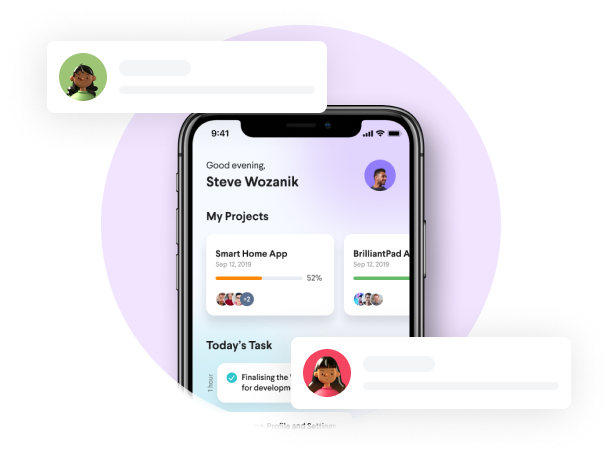 9:41
Good evening,
Steve Wozanik
My Projects
Smart Home App
Sep 12, 2019
52%
+2
BrilliantPad A
Sep 12, 2019
Today's Task
1 hour
Finalising the
for developm
Profile and Settings